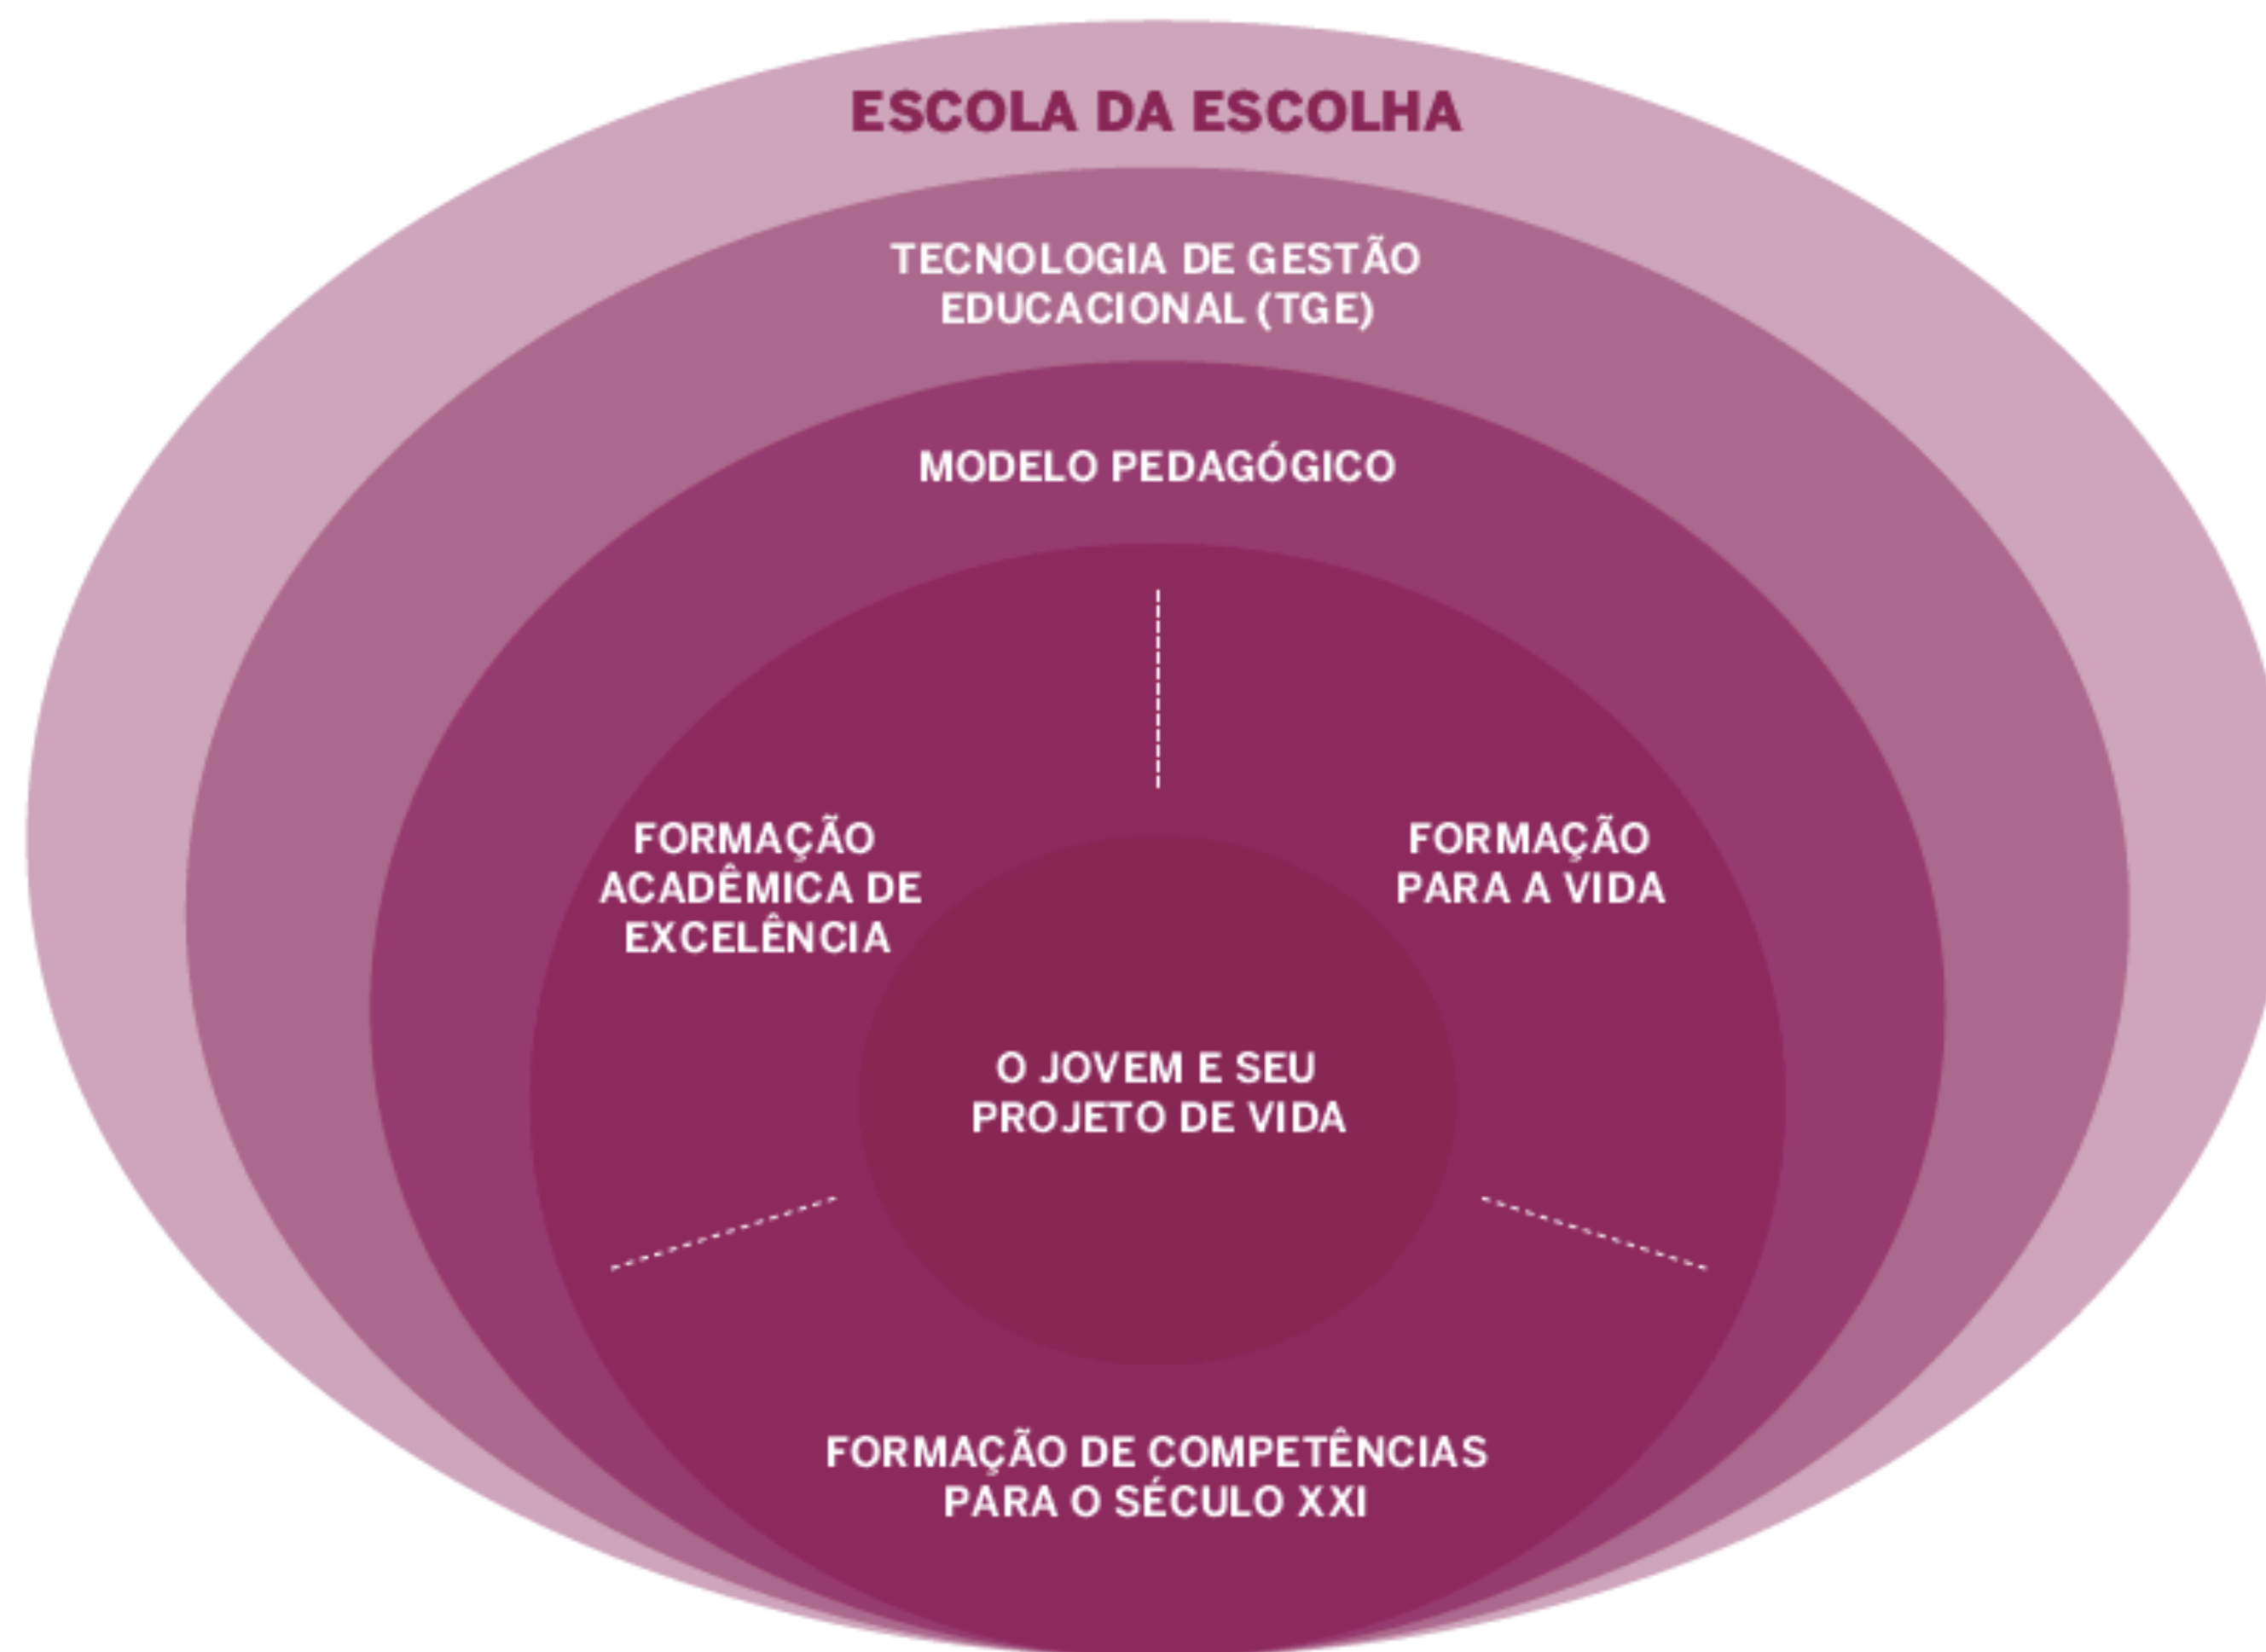 ESCOLA DA ESCOLHA
TECNOLOGIA DE GESTÃO
EDUCACIONAL (TGE)
MODELO PEDAGÓGICO
FORMAÇÃO
ACADÊMICA DE
EXCELÊNCIA
FORMAÇÃO
PARA A VIDA
O JOVEM E SEU
PROJETO DE VIDA
FORMAÇÃO DE COMPETÊNCIAS
PARA O SÉCULO XXI